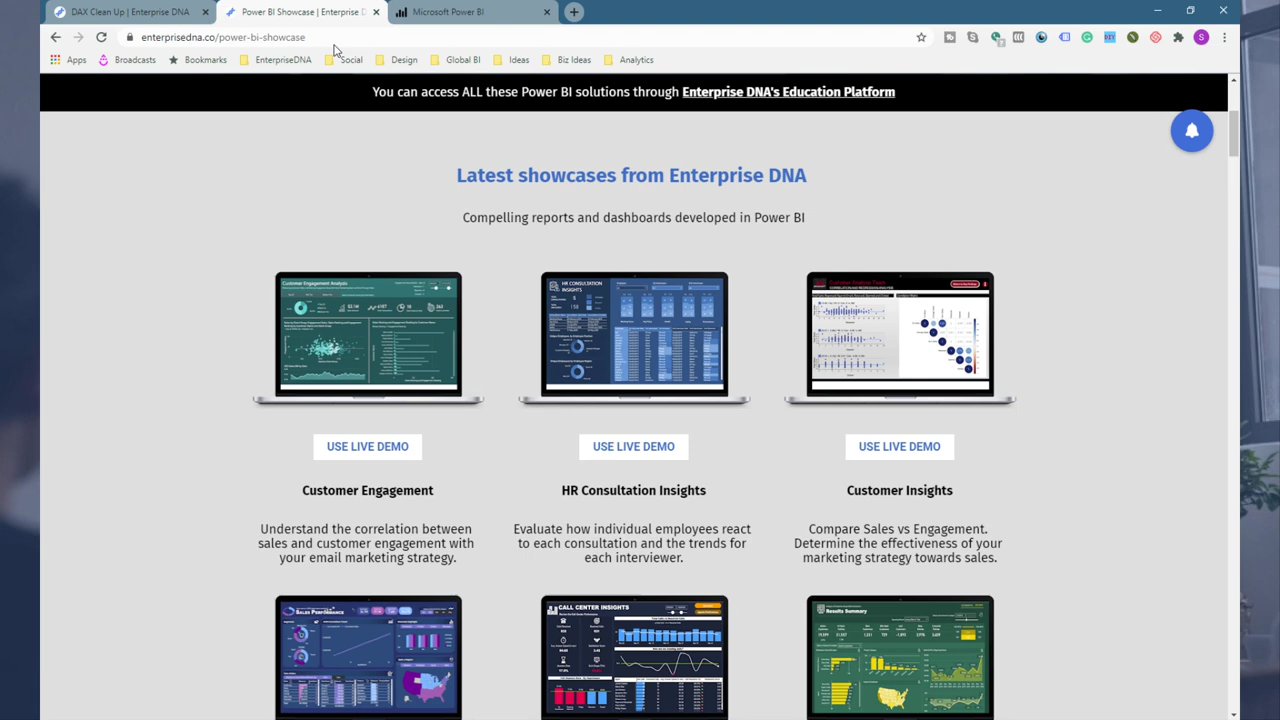 DAX Clean Up | Enterprise DNA
Power BI Showcase | Enterprise D
Microsoft Power BI
enterprisedna.co/power-bi-showcase
S
Apps
Broadcasts
Bookmarks
EnterpriseDNA
Social
Design
Global BI
Ideas
Biz Ideas
Analytics
You can access ALL these Power BI solutions through Enterprise DNA's Education Platform
Latest showcases from Enterprise DNA
Compelling reports and dashboards developed in Power BI
Customer Engagement Analysis
HR CONSULTATION
INSIGHTS
USE LIVE DEMO
USE LIVE DEMO
USE LIVE DEMO
Customer Engagement
HR Consultation Insights
Customer Insights
Understand the correlation between
sales and customer engagement with
your email marketing strategy.
Evaluate how individual employees react
to each consultation and the trends for
each interviewer.
Compare Sales vs Engagement.
Determine the effectiveness of your
marketing strategy towards sales.
SALES PERFORMANCE
CALL CENTER INSIGHTS
Results Summary